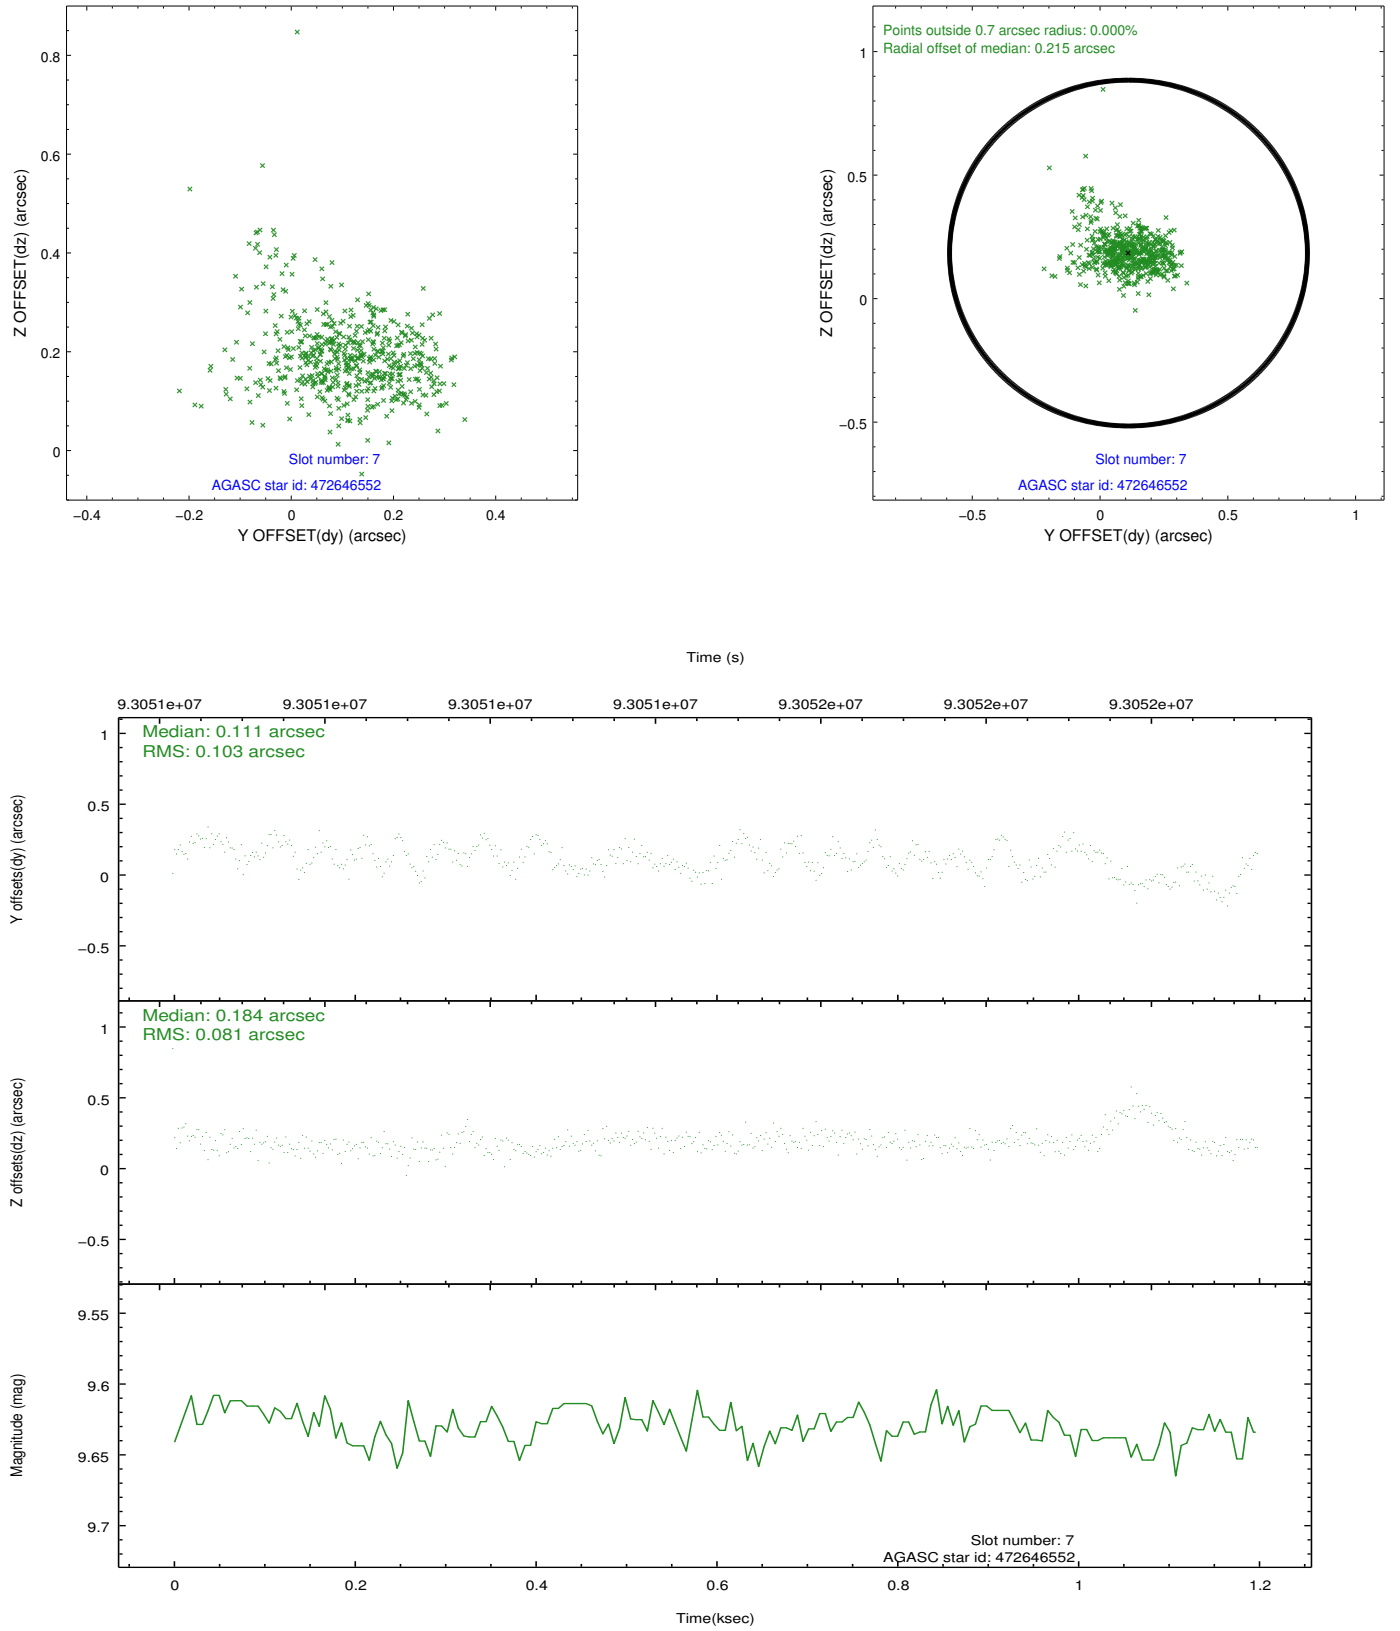 0.8
0.6
0.4
0.2
0
Z OFFSET(dz) (arcsec)
Slot number: 7
AGASC star id: 472646552
−0.4 −0.2 0 0.2 0.4
Y OFFSET(dy) (arcsec)
Points outside 0.7 arcsec radius: 0.000%
Radial offset of median: 0.215 arcsec
1
0.5
0
−0.5
Z OFFSET(dz) (arcsec)
Slot number: 7
AGASC star id: 472646552
−0.5 0 0.5 1
Y OFFSET(dy) (arcsec)
Time (s)
9.3051e+07 9.3051e+07 9.3051e+07 9.3051e+07 9.3052e+07 9.3052e+07 9.3052e+07
Median: 0.111 arcsec
RMS: 0.103 arcsec
1
0.5
0
−0.5
Y offsets(dy) (arcsec)
Median: 0.184 arcsec
RMS: 0.081 arcsec
1
0.5
0
−0.5
Z offsets(dz) (arcsec)
9.55
9.6
9.65
9.7
Magnitude (mag)
Slot number: 7
AGASC star id: 472646552
0 0.2 0.4 0.6 0.8 1 1.2
Time(ksec)